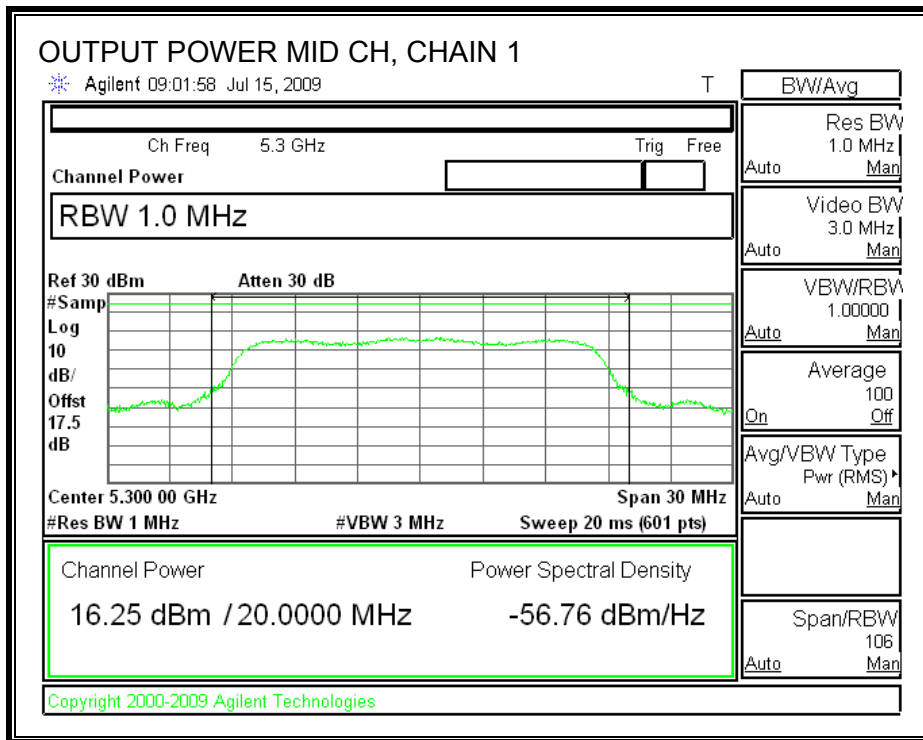 OUTPUT POWER MID CH, CHAIN 1
Agilent 09:01:58 Jul 15, 2009 T
Ch Freq 5.3 GHz Trig Free
Channel Power
RBW 1.0 MHz
Ref 30 dBm Atten 30 dB
#Samp
Log
10
dB/
Offst
17.5
dB
Center 5.300 00 GHz Span 30 MHz
#Res BW 1 MHz #VBW 3 MHz Sweep 20 ms (601 pts)
Channel Power Power Spectral Density
16.25 dBm / 20.0000 MHz -56.76 dBm/Hz
Copyright 2000-2009 Agilent Technologies
BW/Avg
Res BW
1.0 MHz
Auto Man
Video BW
3.0 MHz
Auto Man
VBW/RBW
1.00000
Auto Man
Average
100
On Off
Avg/VBW Type
Pwr (RMS)
Auto Man
Span/RBW
106
Auto Man